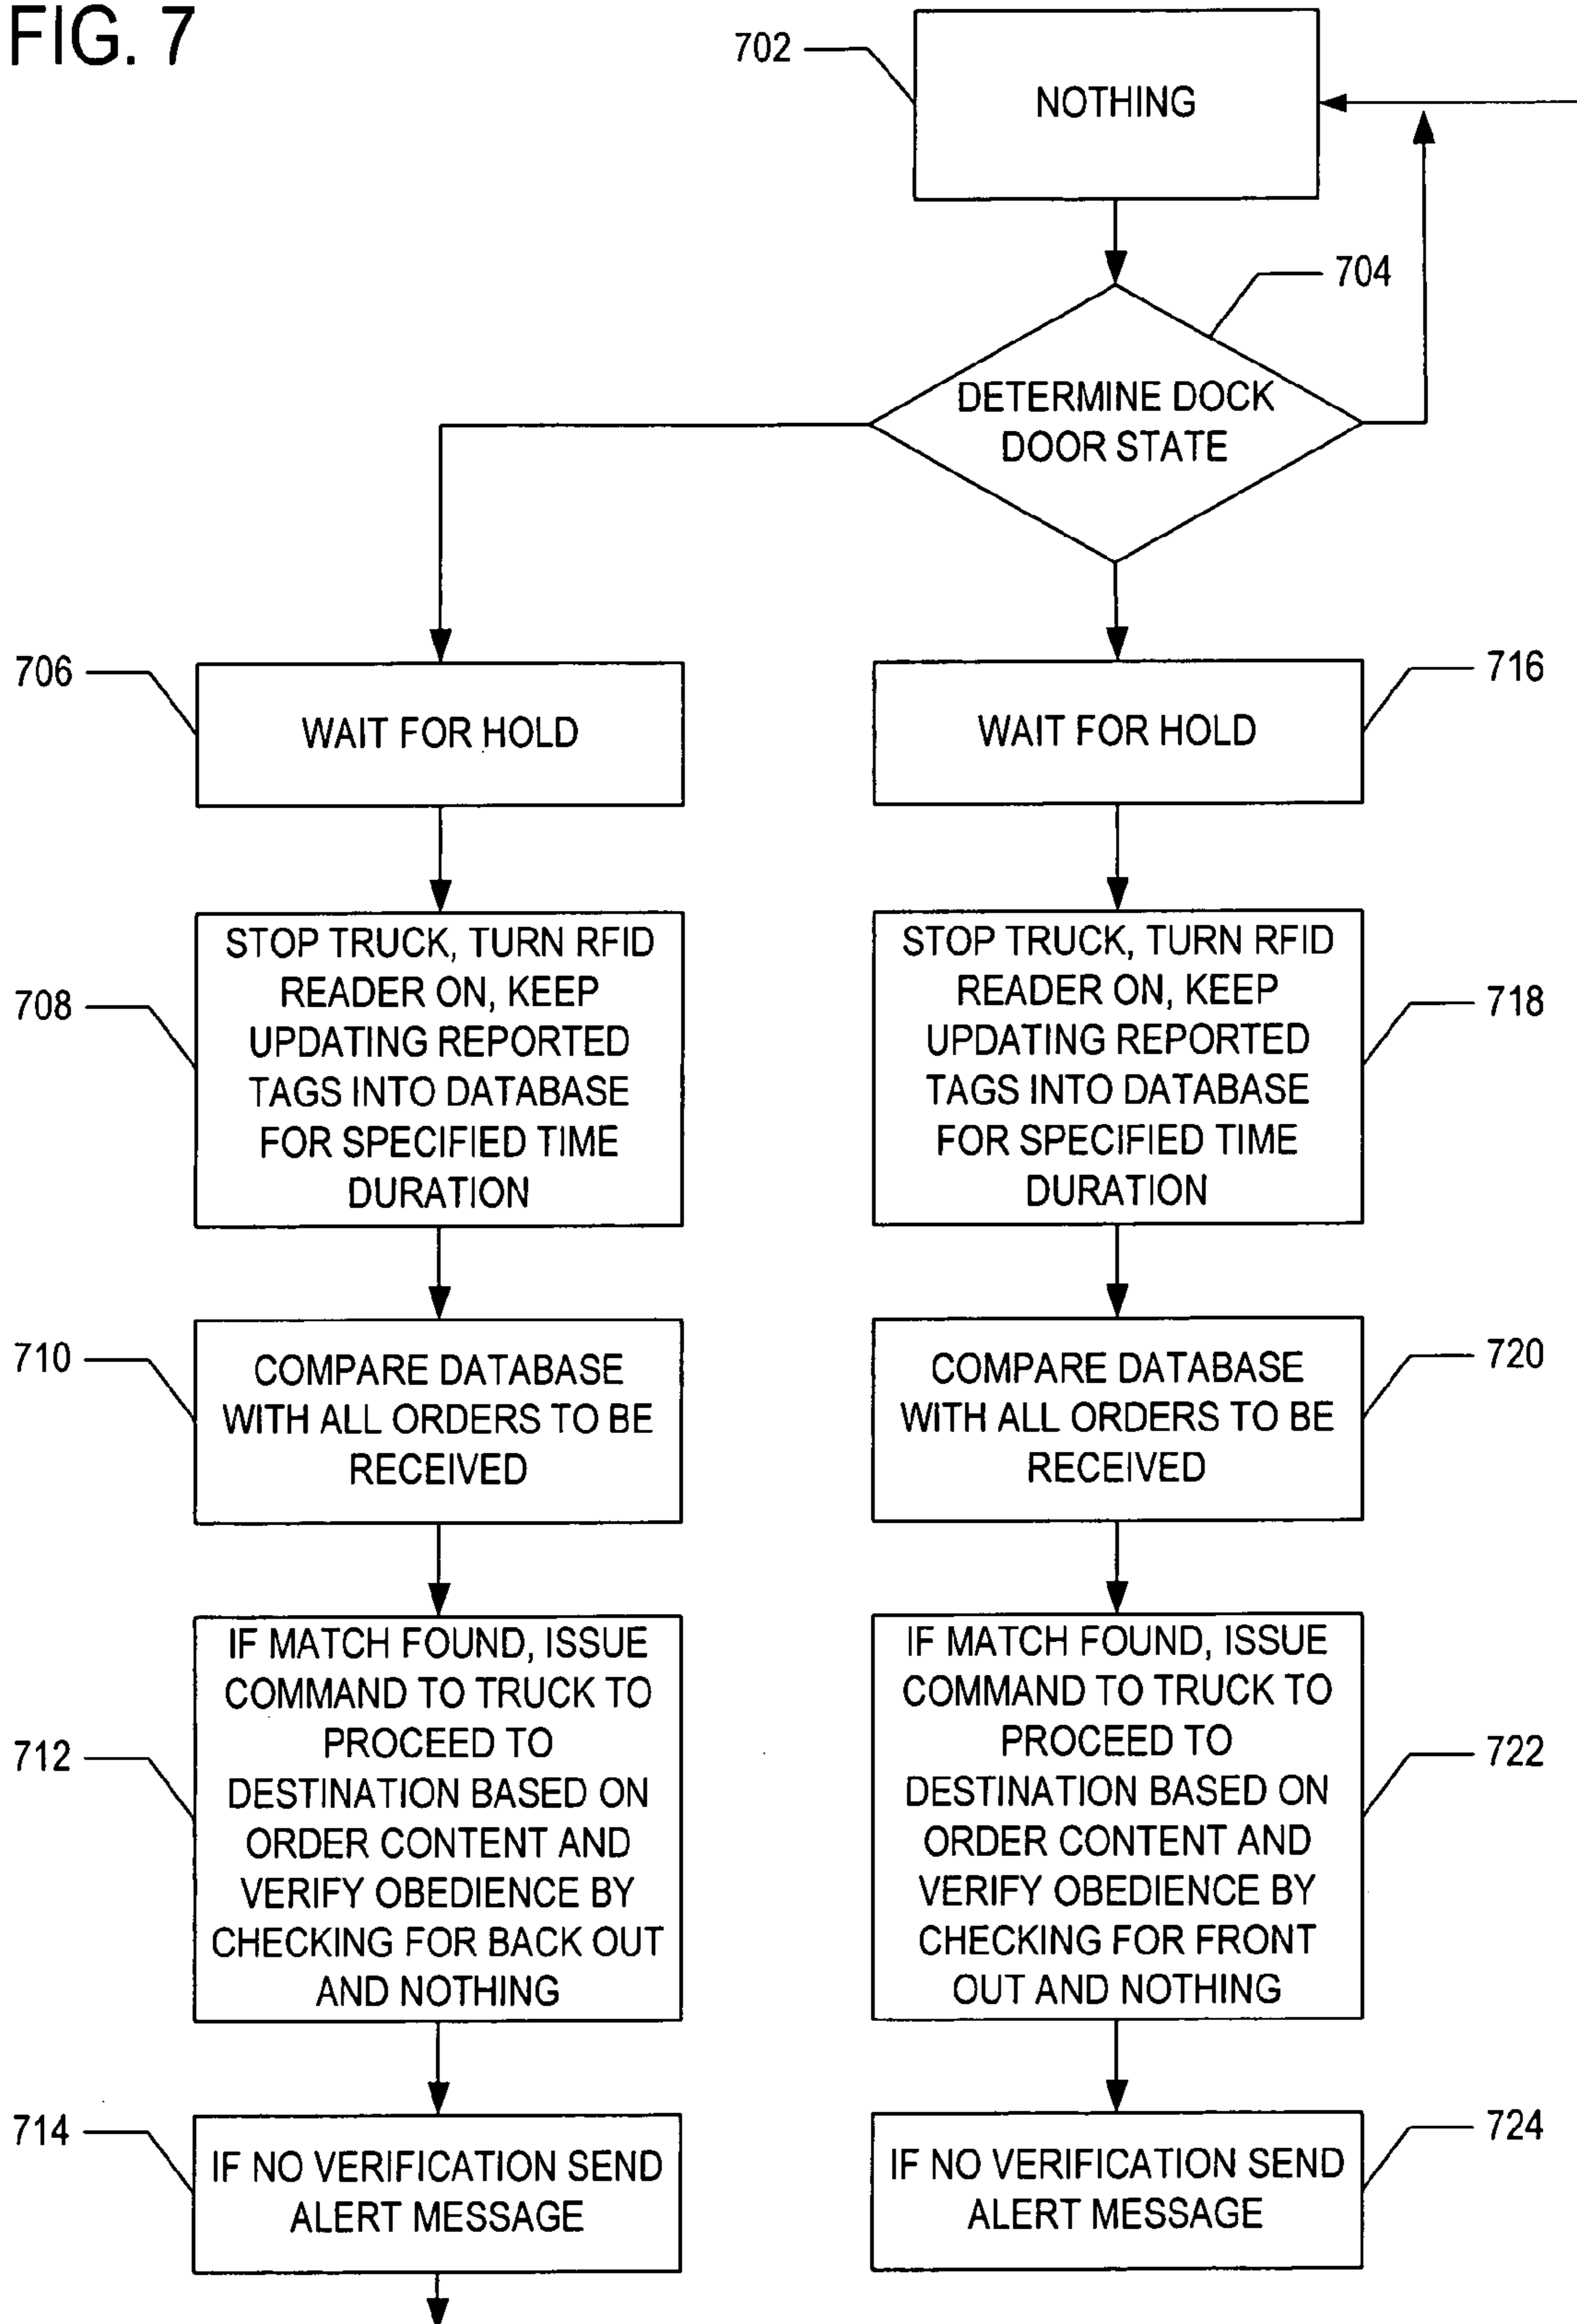 FIG. 7
702
NOTHING
704
DETERMINE DOCK
DOOR STATE
706
WAIT FOR HOLD
716
WAIT FOR HOLD
708
STOP TRUCK, TURN RFID
READER ON, KEEP
UPDATING REPORTED
TAGS INTO DATABASE
FOR SPECIFIED TIME
DURATION
718
STOP TRUCK, TURN RFID
READER ON, KEEP
UPDATING REPORTED
TAGS INTO DATABASE
FOR SPECIFIED TIME
DURATION
710
COMPARE DATABASE
WITH ALL ORDERS TO BE
RECEIVED
720
COMPARE DATABASE
WITH ALL ORDERS TO BE
RECEIVED
712
IF MATCH FOUND, ISSUE
COMMAND TO TRUCK TO
PROCEED TO
DESTINATION BASED ON
ORDER CONTENT AND
VERIFY OBEDIENCE BY
CHECKING FOR BACK OUT
AND NOTHING
722
IF MATCH FOUND, ISSUE
COMMAND TO TRUCK TO
PROCEED TO
DESTINATION BASED ON
ORDER CONTENT AND
VERIFY OBEDIENCE BY
CHECKING FOR FRONT
OUT AND NOTHING
714
IF NO VERIFICATION SEND
ALERT MESSAGE
724
IF NO VERIFICATION SEND
ALERT MESSAGE